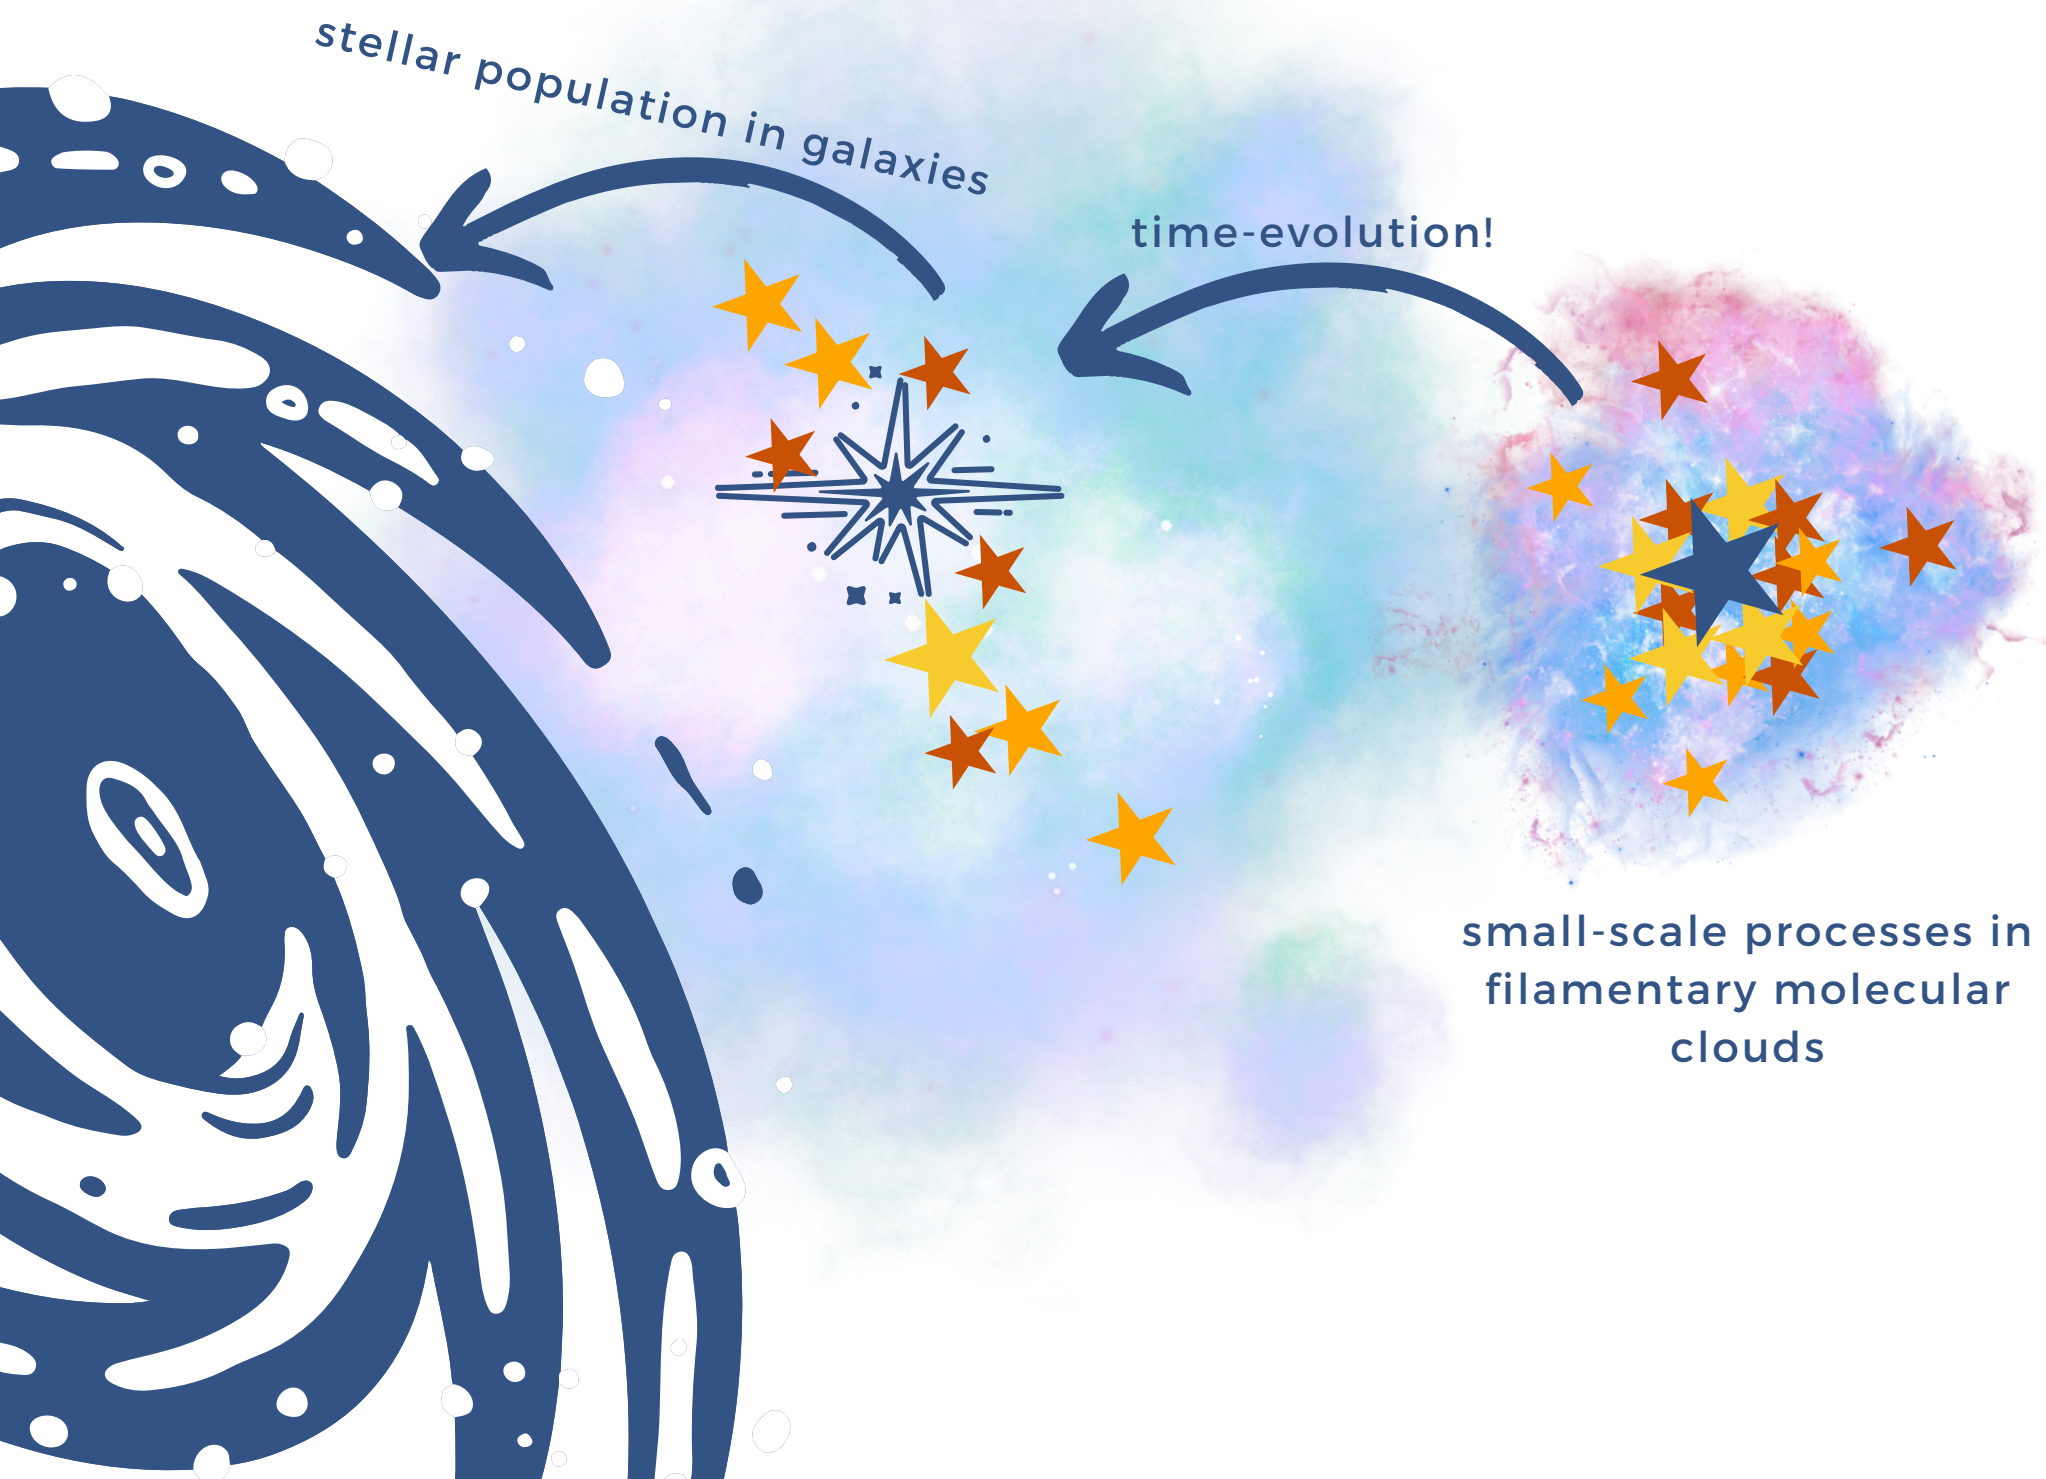 stellar population in galaxies
time-evolution!
small-scale processes in
filamentary molecular
clouds